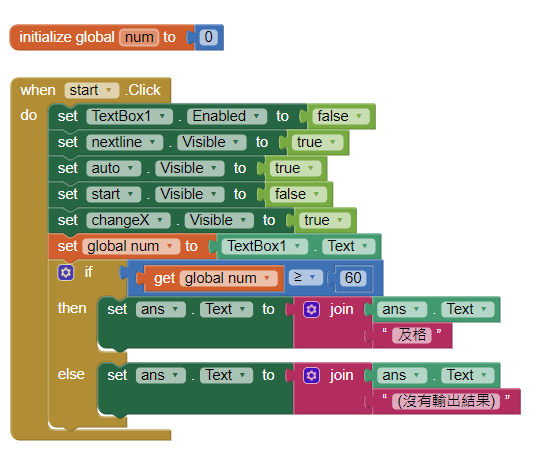 initialize global num to 0
when start .Click
do set TextBox1 . Enabled to false
set nextline . Visible to true
set auto . Visible to true
set start . Visible to false
set changeX . Visible to true
set global num to TextBox1 . Text
if get global num ≥ 60
then set ans . Text to join ans . Text
“ 及格 ”
else set ans . Text to join ans . Text
“ (沒有輸出結果) ”